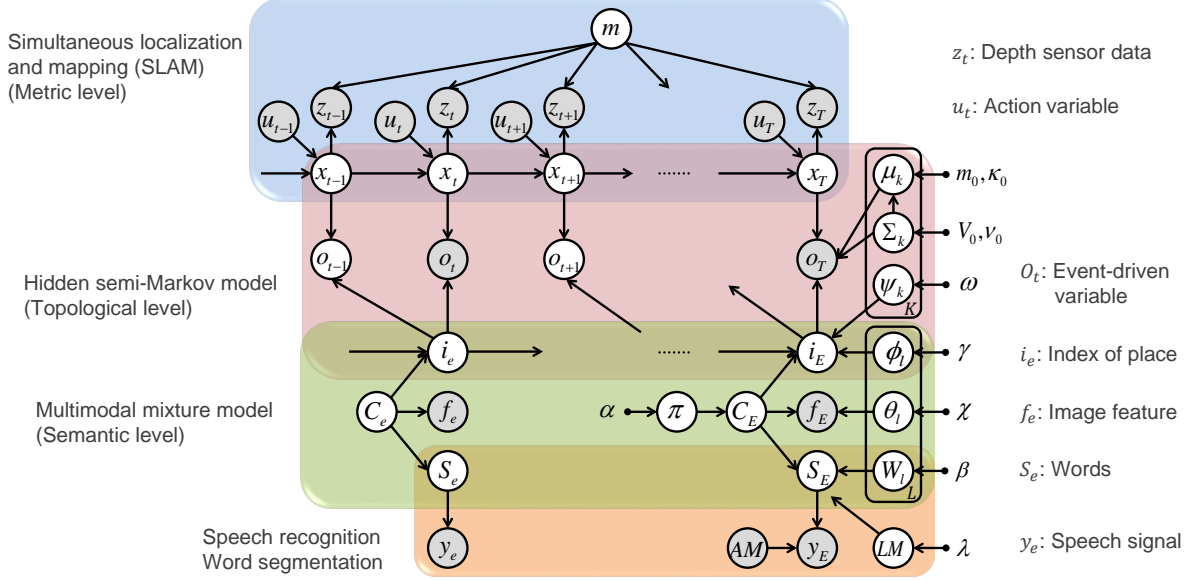 Simultaneous localization
and mapping (SLAM)
(Metric level)
m
z_t: Depth sensor data
u_{t-1} z_{t-1} u_t z_t u_{t+1} z_{t+1} u_T z_T
u_t: Action variable
x_{t-1} x_t x_{t+1} ....... x_T μ_k m_0, κ_0
Σ_k V_0, ν_0
o_{t-1} o_t o_{t+1} o_T
Hidden semi-Markov model
(Topological level)
ψ_k ω
K
O_t: Event-driven
variable
i_e ....... i_E ϕ_l γ
i_e: Index of place
Multimodal mixture model
(Semantic level)
C_e f_e α π C_E f_E θ_l χ
f_e: Image feature
S_e S_E W_l β
L
S_e: Words
Speech recognition
Word segmentation
y_e AM y_E LM λ
y_e: Speech signal